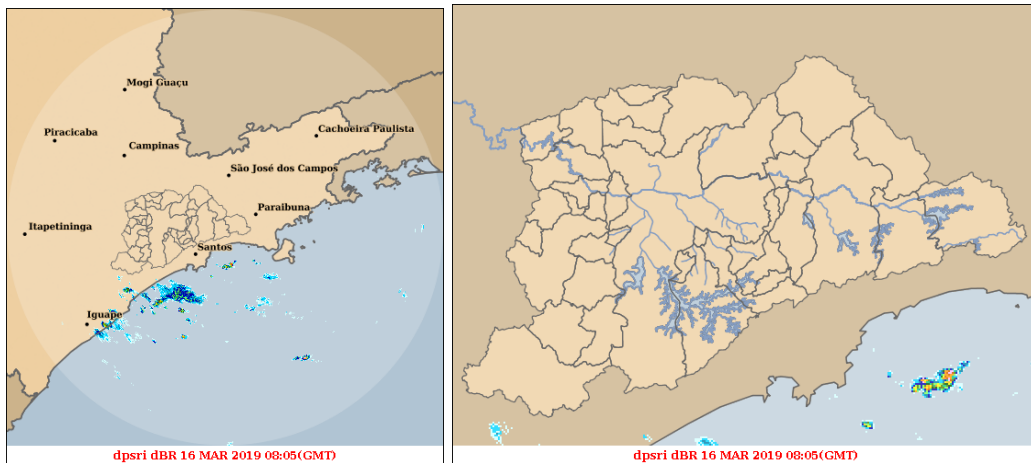 Mogi Guaçu
Piracicaba
Cachoeira Paulista
Campinas
São José dos Campos
Paraibuna
Itapetininga
Santos
Iguape
dpsri dBR 16 MAR 2019 08:05(GMT)
dpsri dBR 16 MAR 2019 08:05(GMT)